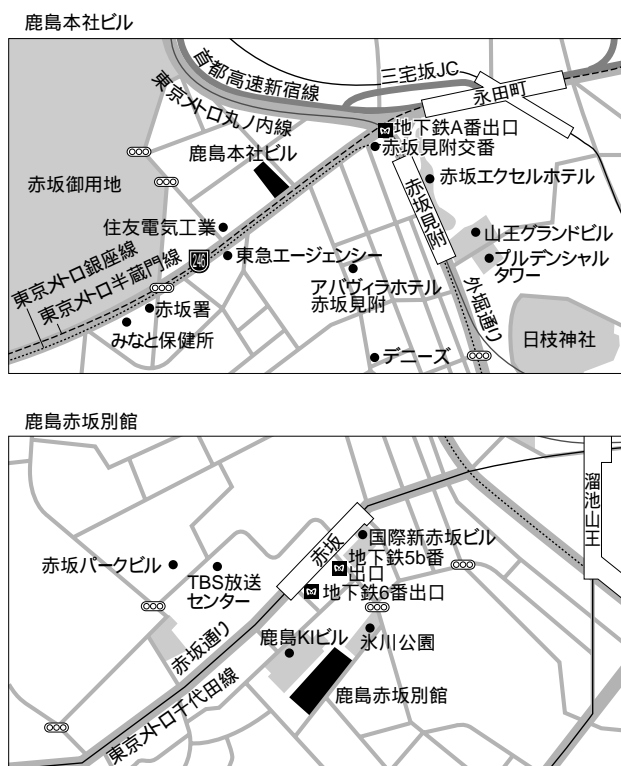 鹿島本社ビル
首都高速新宿線
三宅坂JC
東京メトロ丸ノ内線
永田町
地下鉄A番出口
赤坂見附交番
鹿島本社ビル
赤坂御用地
赤坂エクセルホテル
赤坂見附
住友電気工業
山王グランドビル
東急エージェンシー
プルデンシャル
タワー
246
東京メトロ銀座線
東京メトロ半蔵門線
アパヴィラホテル
赤坂見附
外堀通り
赤坂署
みなと保健所
日枝神社
デニーズ
鹿島赤坂別館
溜池山王
赤坂
国際新赤坂ビル
地下鉄5b番
出口
赤坂パークビル
TBS放送
センター
地下鉄6番出口
赤坂通り
鹿島KIビル
氷川公園
東京メトロ千代田線
鹿島赤坂別館